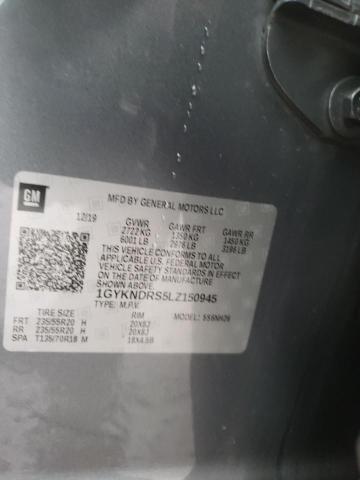 GM
MFD BY GENERAL MOTORS LLC
12/19
GVWR GAWR FRT GAWR RR
2722 KG 1350 KG 1450 KG
6001 LB 2976 LB 3196 LB
THIS VEHICLE CONFORMS TO ALL
APPLICABLE U.S. FEDERAL MOTOR
VEHICLE SAFETY STANDARDS IN EFFECT
ON THE DATE OF MANUFACTURE
SHOWN ABOVE.
1GYKNDRS5LZ150945
TYPE: M.P.V. MODEL: 5S6NH26
TIRE SIZE RIM
FRT 235/55R20 H 20X8J
RR 235/55R20 H 20X8J
SPA T135/70R18 M 18X4.5B